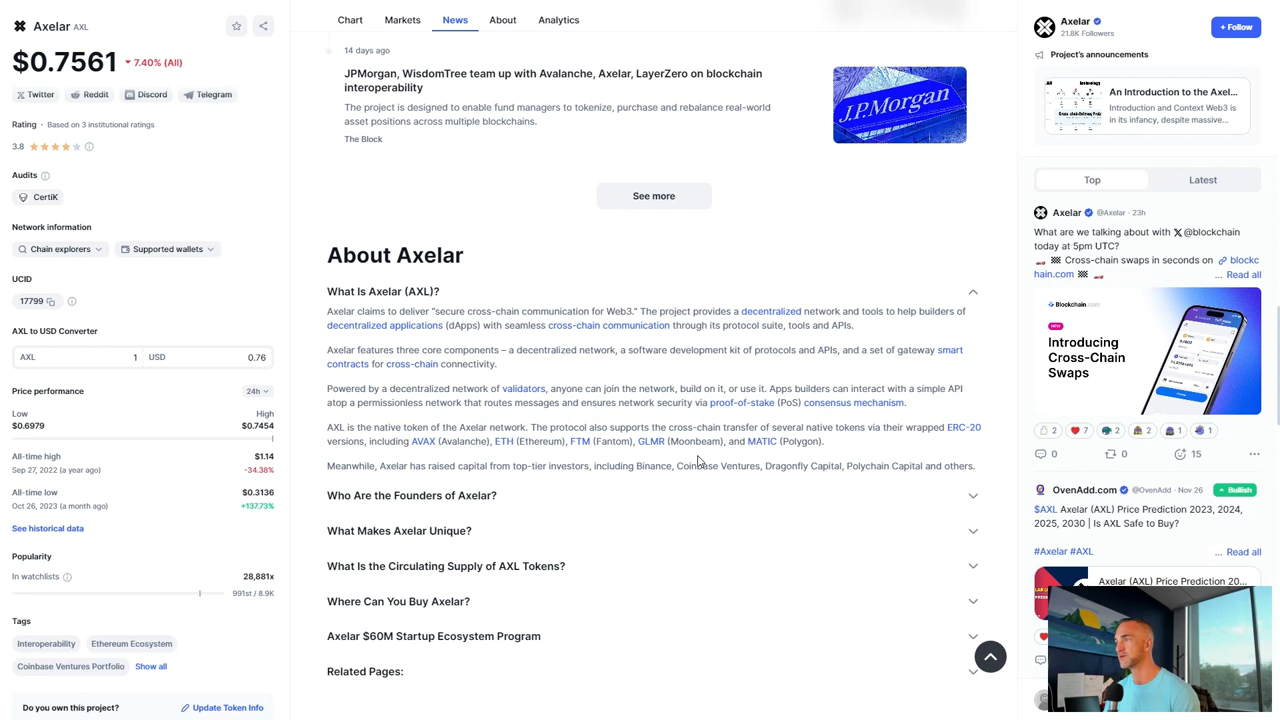 Axelar AXL
$0.7561 7.40% (All)
Twitter Reddit Discord Telegram
Rating • Based on 3 institutional ratings
3.8
Audits
CertiK
Network information
Chain explorers Supported wallets
UCID
17799
AXL to USD Converter
AXL 1 USD 0.76
Price performance 24h
Low High
$0.6979 $0.7454
All-time high $1.14
Sep 27, 2022 (a year ago) -34.38%
All-time low $0.3136
Oct 26, 2023 (a month ago) +137.73%
See historical data
Popularity
In watchlists 28,881x
991st / 8.9K
Tags
Interoperability Ethereum Ecosystem
Coinbase Ventures Portfolio Show all
Do you own this project? Update Token Info
Chart Markets News About Analytics
14 days ago
JPMorgan, WisdomTree team up with Avalanche, Axelar, LayerZero on blockchain
interoperability
The project is designed to enable fund managers to tokenize, purchase and rebalance real-world
asset positions across multiple blockchains.
The Block
J.P.Morgan
See more
About Axelar
What Is Axelar (AXL)?
Axelar claims to deliver “secure cross-chain communication for Web3.” The project provides a decentralized network and tools to help builders of
decentralized applications (dApps) with seamless cross-chain communication through its protocol suite, tools and APIs.
Axelar features three core components – a decentralized network, a software development kit of protocols and APIs, and a set of gateway smart
contracts for cross-chain connectivity.
Powered by a decentralized network of validators, anyone can join the network, build on it, or use it. Apps builders can interact with a simple API
atop a permissionless network that routes messages and ensures network security via proof-of-stake (PoS) consensus mechanism.
AXL is the native token of the Axelar network. The protocol also supports the cross-chain transfer of several native tokens via their wrapped ERC-20
versions, including AVAX (Avalanche), ETH (Ethereum), FTM (Fantom), GLMR (Moonbeam), and MATIC (Polygon).
Meanwhile, Axelar has raised capital from top-tier investors, including Binance, Coinbase Ventures, Dragonfly Capital, Polychain Capital and others.
Who Are the Founders of Axelar?
What Makes Axelar Unique?
What Is the Circulating Supply of AXL Tokens?
Where Can You Buy Axelar?
Axelar $60M Startup Ecosystem Program
Related Pages:
Axelar
21.8K Followers
+ Follow
Project's announcements
An Introduction to the Axel...
Introduction and Context Web3 is
in its infancy, despite massive...
Top Latest
Axelar @Axelar · 23h
What are we talking about with @blockchain
today at 5pm UTC?
Cross-chain swaps in seconds on blockc
hain.com ... Read all
Blockchain.com
NEW
Introducing
Cross-Chain
Swaps
2 7 2 2 1 1
0 0 15
OvenAdd.com @OvenAdd · Nov 26 Bullish
$AXL Axelar (AXL) Price Prediction 2023, 2024,
2025, 2030 | Is AXL Safe to Buy?
#Axelar #AXL ... Read all
Axelar (AXL) Price Prediction 20...